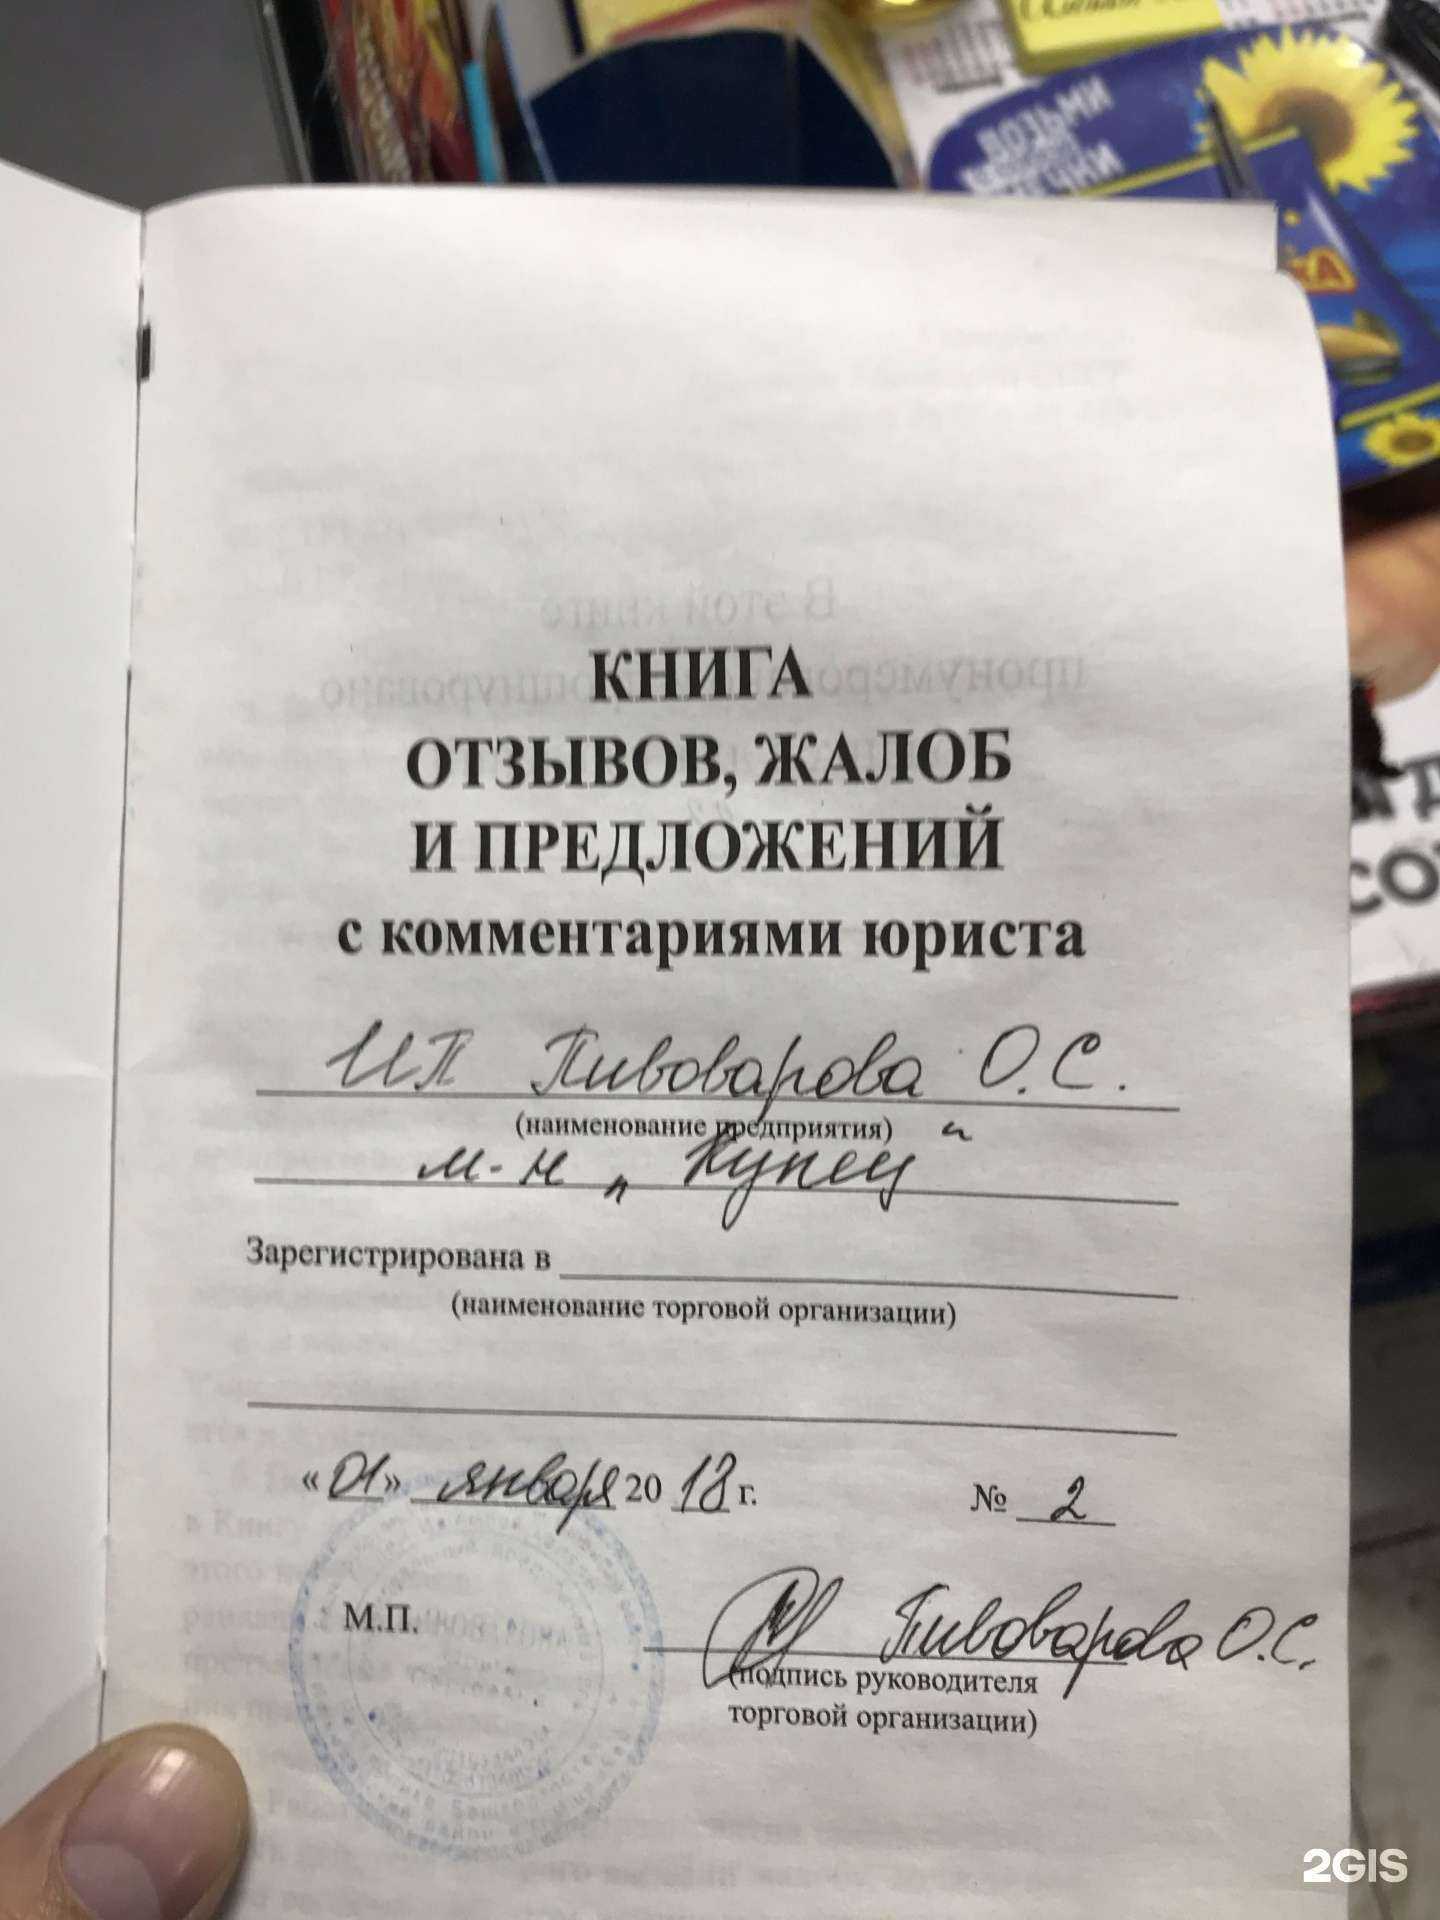 ВОЗЬМИ
КНИГА
ОТЗЫВОВ, ЖАЛОБ
И ПРЕДЛОЖЕНИЙ
с комментариями юриста
ИП Пивоварова О.С.
(наименование предприятия)
м-н „Купец“
Зарегистрирована в
(наименование торговой организации)
«01» января 2018 г. № 2
М.П.
Пивоварова О.С.
(подпись руководителя
торговой организации)
2GIS